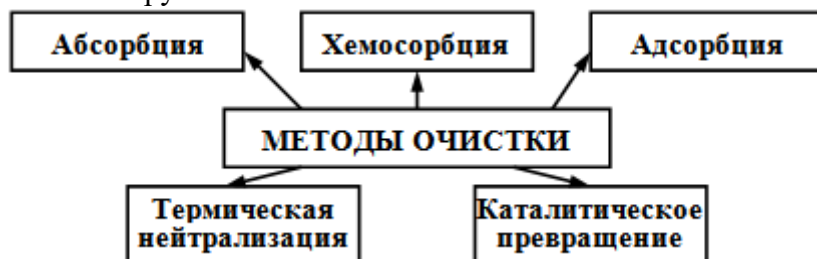 Абсорбция
Хемосорбция
Адсорбция
МЕТОДЫ ОЧИСТКИ
Термическая
нейтрализация
Каталитическое
превращение